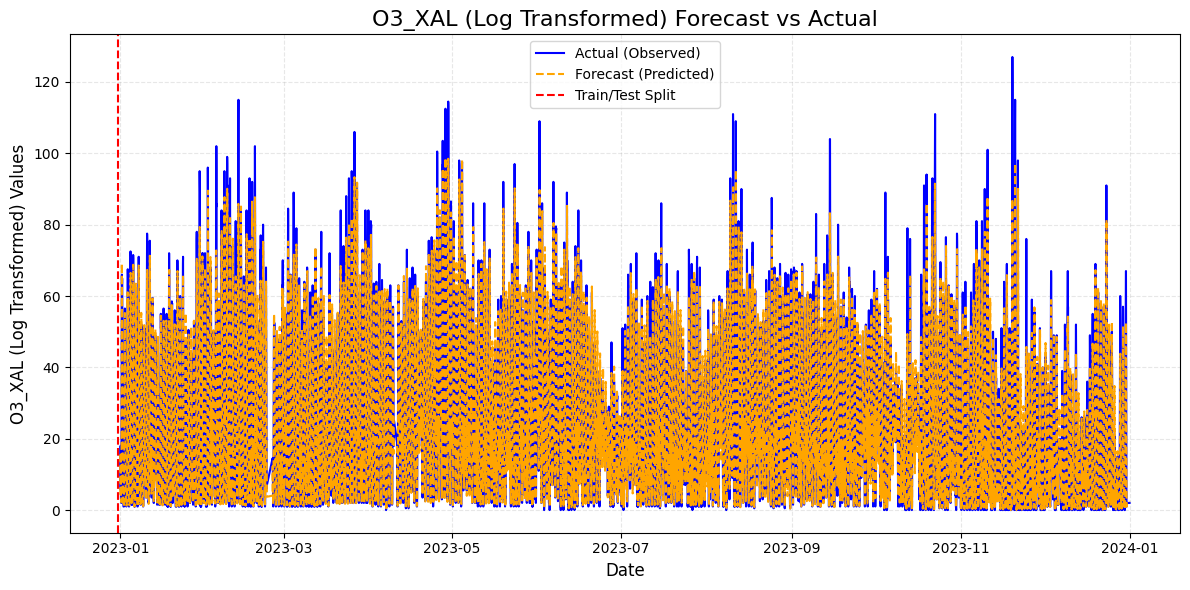 O3_XAL (Log Transformed) Forecast vs Actual
Actual (Observed)
Forecast (Predicted)
Train/Test Split
O3_XAL (Log Transformed) Values
120
100
80
60
40
20
0
2023-01
2023-03
2023-05
2023-07
2023-09
2023-11
2024-01
Date